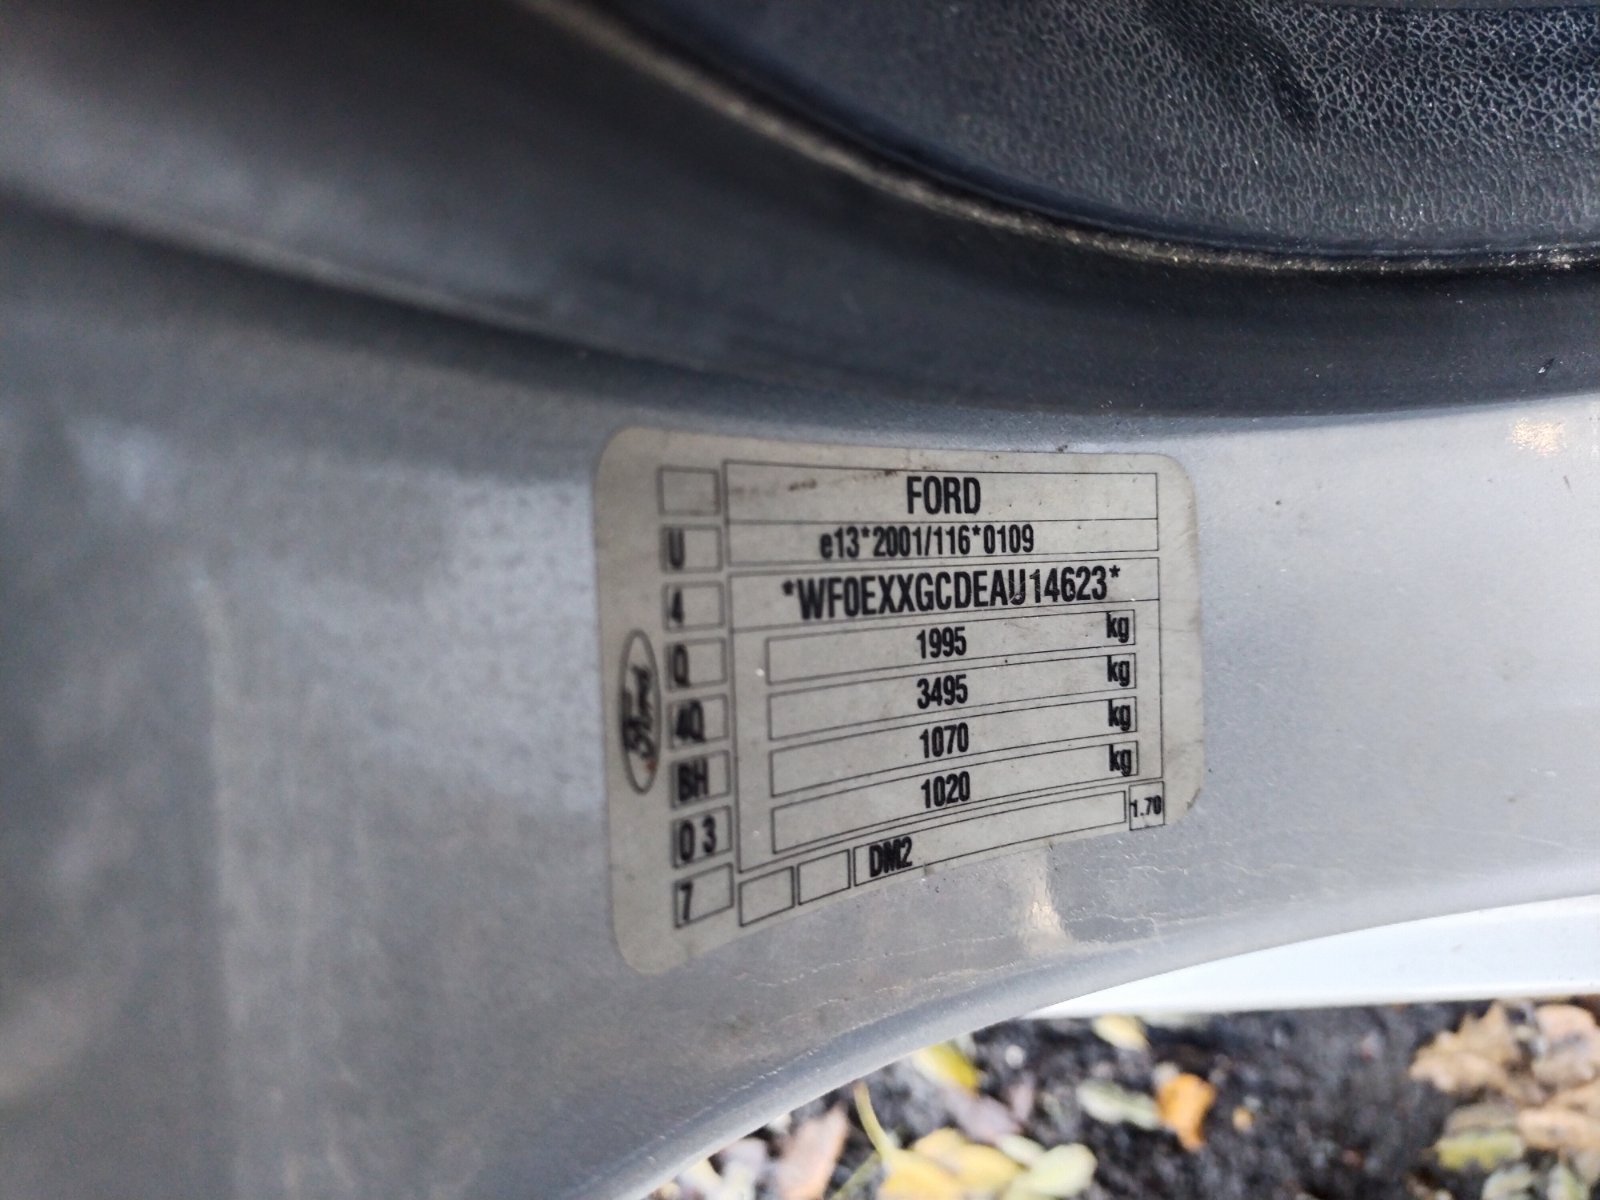 FORD
e13*2001/116*0109
*WF0EXXGCDEAU14623*
1995 kg
3495 kg
1070 kg
1020 kg
DM2
1.70
U
4
Q
4Q
BH
O 3
7
Ford